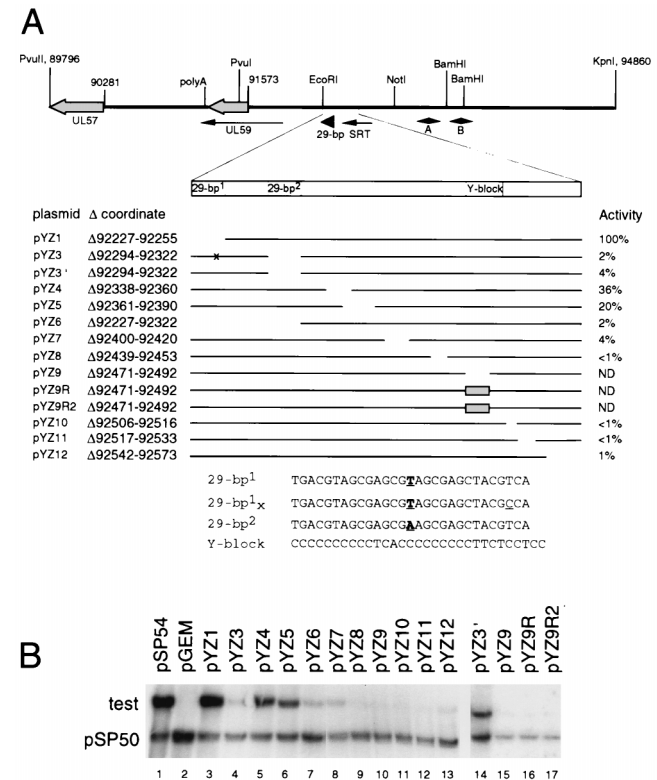 A
PvuII, 89796
90281
polyA
PvuI
91573
EcoRI
NotI
BamHI
BamHI
KpnI, 94860
UL57
UL59
29-bp SRT
A
B
29-bp1
29-bp2
Y-block
plasmid Δ coordinate Activity
pYZ1 Δ92227-92255 100%
pYZ3 Δ92294-92322 x 2%
pYZ3' Δ92294-92322 4%
pYZ4 Δ92338-92360 36%
pYZ5 Δ92361-92390 20%
pYZ6 Δ92227-92322 2%
pYZ7 Δ92400-92420 4%
pYZ8 Δ92439-92453 <1%
pYZ9 Δ92471-92492 ND
pYZ9R Δ92471-92492 ND
pYZ9R2 Δ92471-92492 ND
pYZ10 Δ92506-92516 <1%
pYZ11 Δ92517-92533 <1%
pYZ12 Δ92542-92573 1%
29-bp1 TGACGTAGCGAGCGTAGCGAGCTACGTCA
29-bp1x TGACGTAGCGAGCGTAGCGAGCTACGCCA
29-bp2 TGACGTAGCGAGCGAAGCGAGCTACGTCA
Y-block CCCCCCCCCCTCACCCCCCCCCTTCTCCTCC
B
pSP54 pGEM pYZ1 pYZ3 pYZ4 pYZ5 pYZ6 pYZ7 pYZ8 pYZ9 pYZ10 pYZ11 pYZ12 pYZ3' pYZ9 pYZ9R pYZ9R2
test
pSP50
1 2 3 4 5 6 7 8 9 10 11 12 13 14 15 16 17